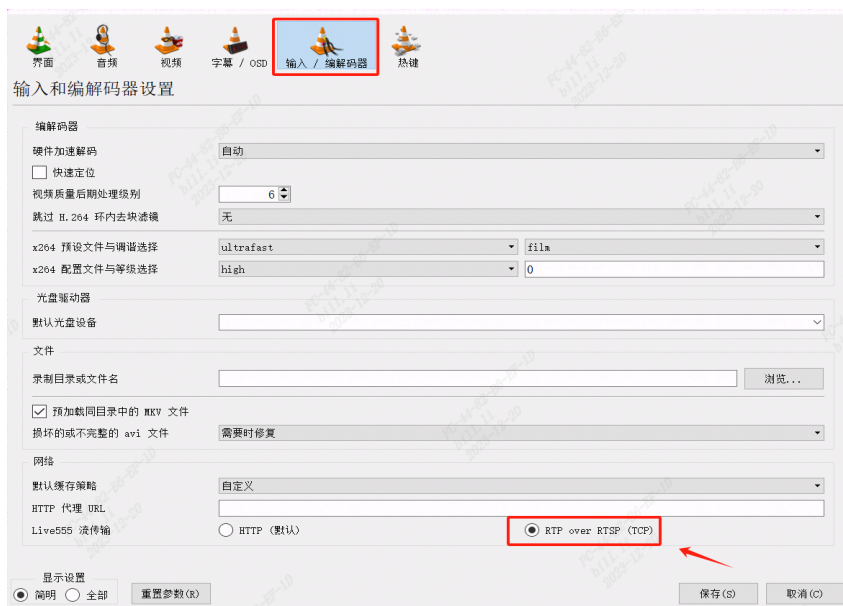 界面 音频 视频 字幕 / OSD 输入 / 编解码器 热键
输入和编解码器设置
编解码器
硬件加速解码 自动
快速定位
视频质量后期处理级别 6
跳过 H.264 环内去块滤镜 无
x264 预设文件与调谐选择 ultrafast film
x264 配置文件与等级选择 high 0
光盘驱动器
默认光盘设备
文件
录制目录或文件名 浏览...
预加载同目录中的 MKV 文件
损坏的或不完整的 avi 文件 需要时修复
网络
默认缓存策略 自定义
HTTP 代理 URL
Live555 流传输 HTTP (默认) RTP over RTSP (TCP)
显示设置
简明 全部 重置参数(R) 保存(S) 取消(C)